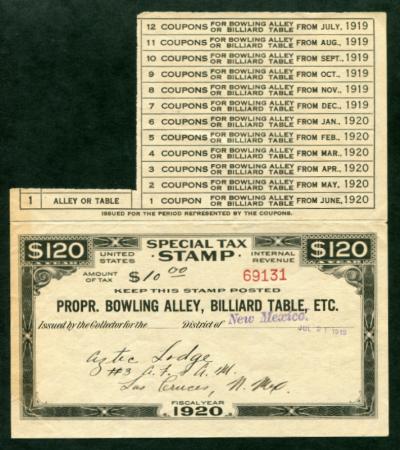 12 COUPONS FOR BOWLING ALLEY OR BILLIARD TABLE FROM JULY, 1919
11 COUPONS FOR BOWLING ALLEY OR BILLIARD TABLE FROM AUG., 1919
10 COUPONS FOR BOWLING ALLEY OR BILLIARD TABLE FROM SEPT., 1919
9 COUPONS FOR BOWLING ALLEY OR BILLIARD TABLE FROM OCT., 1919
8 COUPONS FOR BOWLING ALLEY OR BILLIARD TABLE FROM NOV., 1919
7 COUPONS FOR BOWLING ALLEY OR BILLIARD TABLE FROM DEC., 1919
6 COUPONS FOR BOWLING ALLEY OR BILLIARD TABLE FROM JAN., 1920
5 COUPONS FOR BOWLING ALLEY OR BILLIARD TABLE FROM FEB., 1920
4 COUPONS FOR BOWLING ALLEY OR BILLIARD TABLE FROM MAR., 1920
3 COUPONS FOR BOWLING ALLEY OR BILLIARD TABLE FROM APR., 1920
2 COUPONS FOR BOWLING ALLEY OR BILLIARD TABLE FROM MAY, 1920
1 ALLEY OR TABLE 1 COUPON FOR BOWLING ALLEY OR BILLIARD TABLE FROM JUNE, 1920
ISSUED FOR THE PERIOD REPRESENTED BY THE COUPONS.
$120 A YEAR UNITED STATES SPECIAL TAX STAMP INTERNAL REVENUE $120 A YEAR
AMOUNT OF TAX $10 00 69131
KEEP THIS STAMP POSTED
PROPR. BOWLING ALLEY, BILLIARD TABLE, ETC.
Issued by the Collector for the District of New Mexico.
JUL 21 1919
Aztec Lodge
#3 A. F. & A. M.
Las Cruces, N. Mex.
FISCAL YEAR
1920